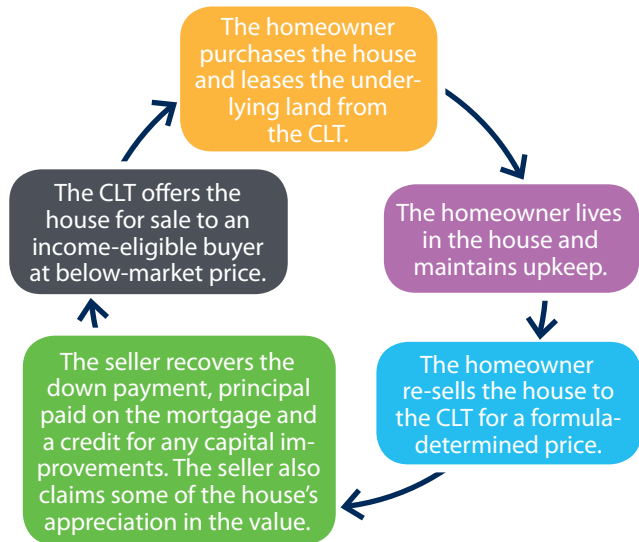 The homeowner
purchases the house
and leases the under-
lying land from
the CLT.
The homeowner lives
in the house and
maintains upkeep.
The homeowner
re-sells the house to
the CLT for a formula-
determined price.
The seller recovers the
down payment, principal
paid on the mortgage and
a credit for any capital im-
provements. The seller also
claims some of the house’s
appreciation in the value.
The CLT offers the
house for sale to an
income-eligible buyer
at below-market price.